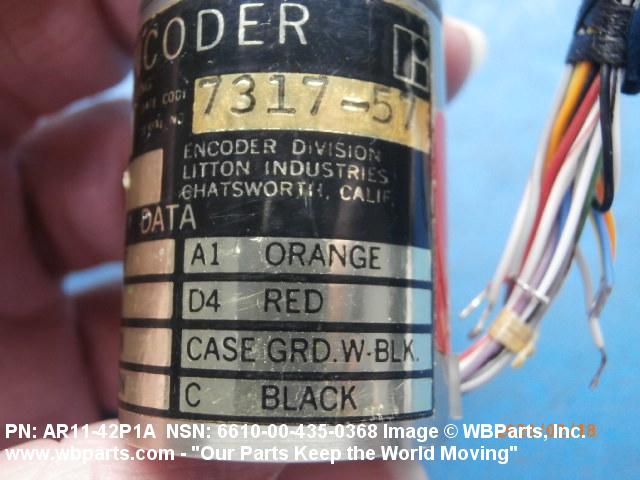 CODER
7317-57
ENCODER DIVISION
LITTON INDUSTRIES
CHATSWORTH, CALIF.
DATA
A1 ORANGE
D4 RED
CASE GRD. W-BLK.
C BLACK
PN: AR11-42P1A NSN: 6610-00-435-0368 Image © WBParts, Inc.
www.wbparts.com - "Our Parts Keep the World Moving"